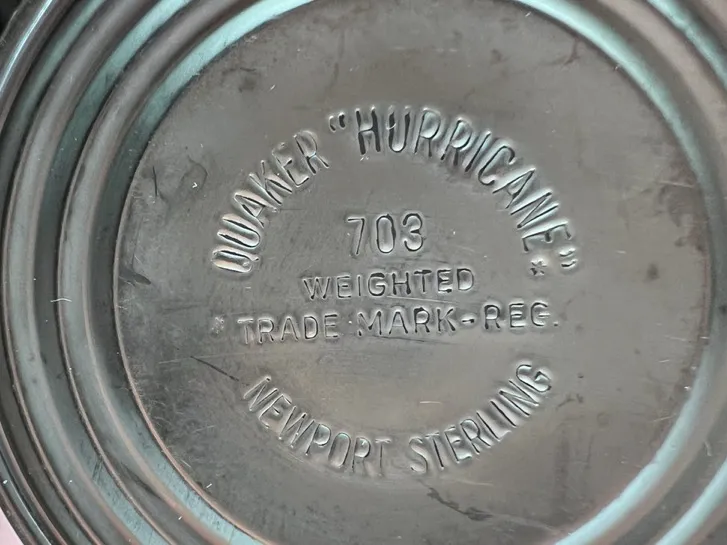 QUAKER "HURRICANE"
703
WEIGHTED
* TRADE-MARK-REG. *
NEWPORT STERLING